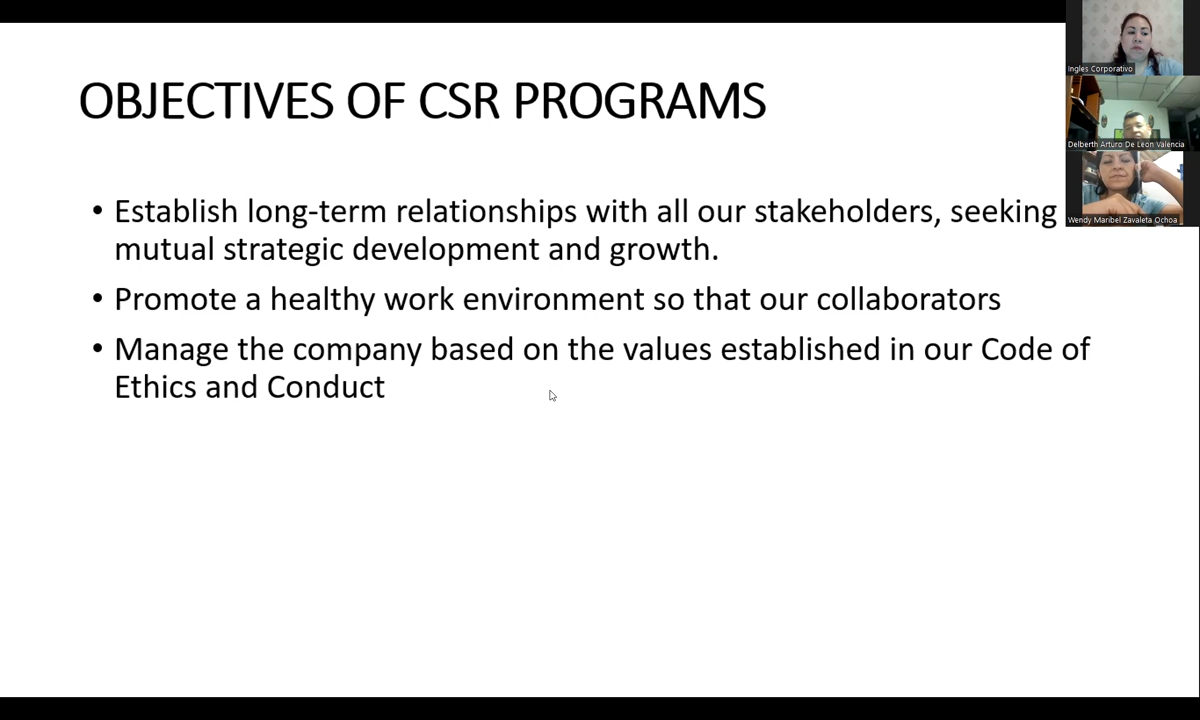 OBJECTIVES OF CSR PROGRAMS
• Establish long-term relationships with all our stakeholders, seeking
mutual strategic development and growth.
• Promote a healthy work environment so that our collaborators
• Manage the company based on the values established in our Code of
Ethics and Conduct
Ingles Corporativo
Delberth Arturo De Leon Valencia
Wendy Maribel Zavaleta Ochoa